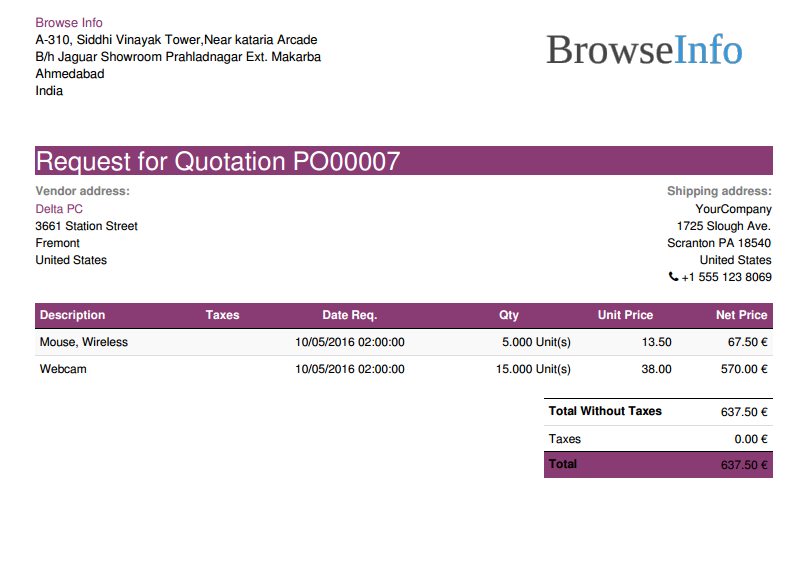 Browse Info
A-310, Siddhi Vinayak Tower,Near kataria Arcade
B/h Jaguar Showroom Prahladnagar Ext. Makarba
Ahmedabad
India
BrowseInfo
Request for Quotation PO00007
Vendor address:
Delta PC
3661 Station Street
Fremont
United States
Shipping address:
YourCompany
1725 Slough Ave.
Scranton PA 18540
United States
+1 555 123 8069
Description Taxes Date Req. Qty Unit Price Net Price
Mouse, Wireless 10/05/2016 02:00:00 5.000 Unit(s) 13.50 67.50 €
Webcam 10/05/2016 02:00:00 15.000 Unit(s) 38.00 570.00 €
Total Without Taxes 637.50 €
Taxes 0.00 €
Total 637.50 €